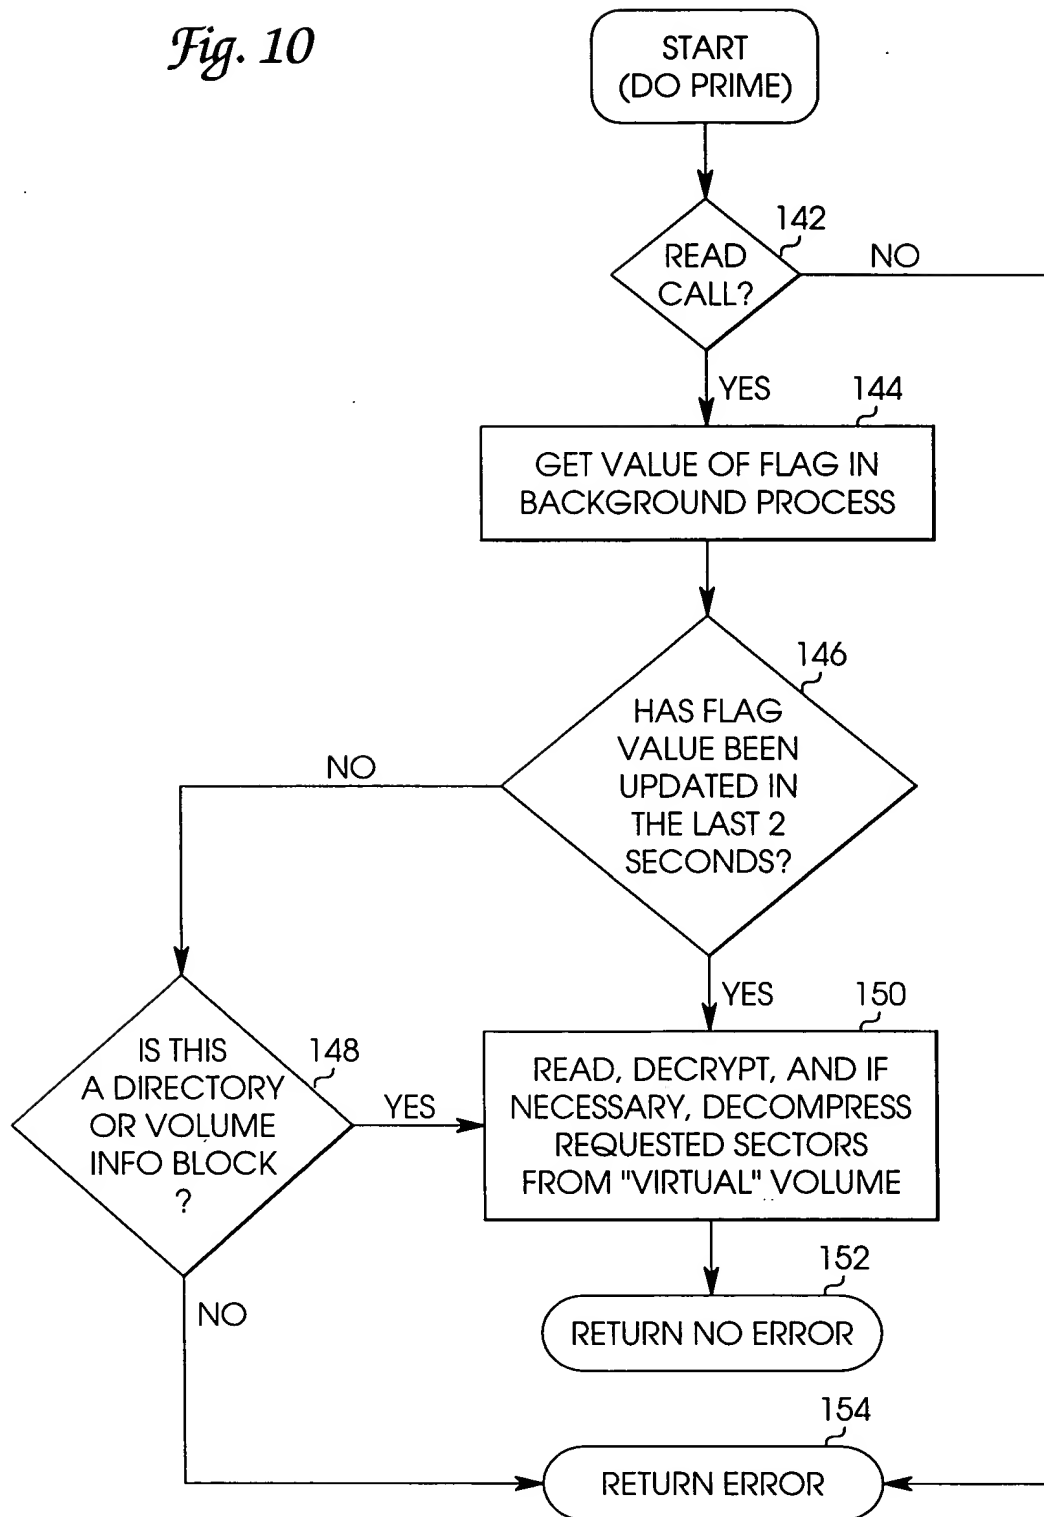 Fig. 10
START
(DO PRIME)
142
READ
CALL?
NO
YES
144
GET VALUE OF FLAG IN
BACKGROUND PROCESS
146
HAS FLAG
VALUE BEEN
UPDATED IN
THE LAST 2
SECONDS?
NO
YES
148
IS THIS
A DIRECTORY
OR VOLUME
INFO BLOCK
?
YES
NO
150
READ, DECRYPT, AND IF
NECESSARY, DECOMPRESS
REQUESTED SECTORS
FROM "VIRTUAL" VOLUME
152
RETURN NO ERROR
154
RETURN ERROR